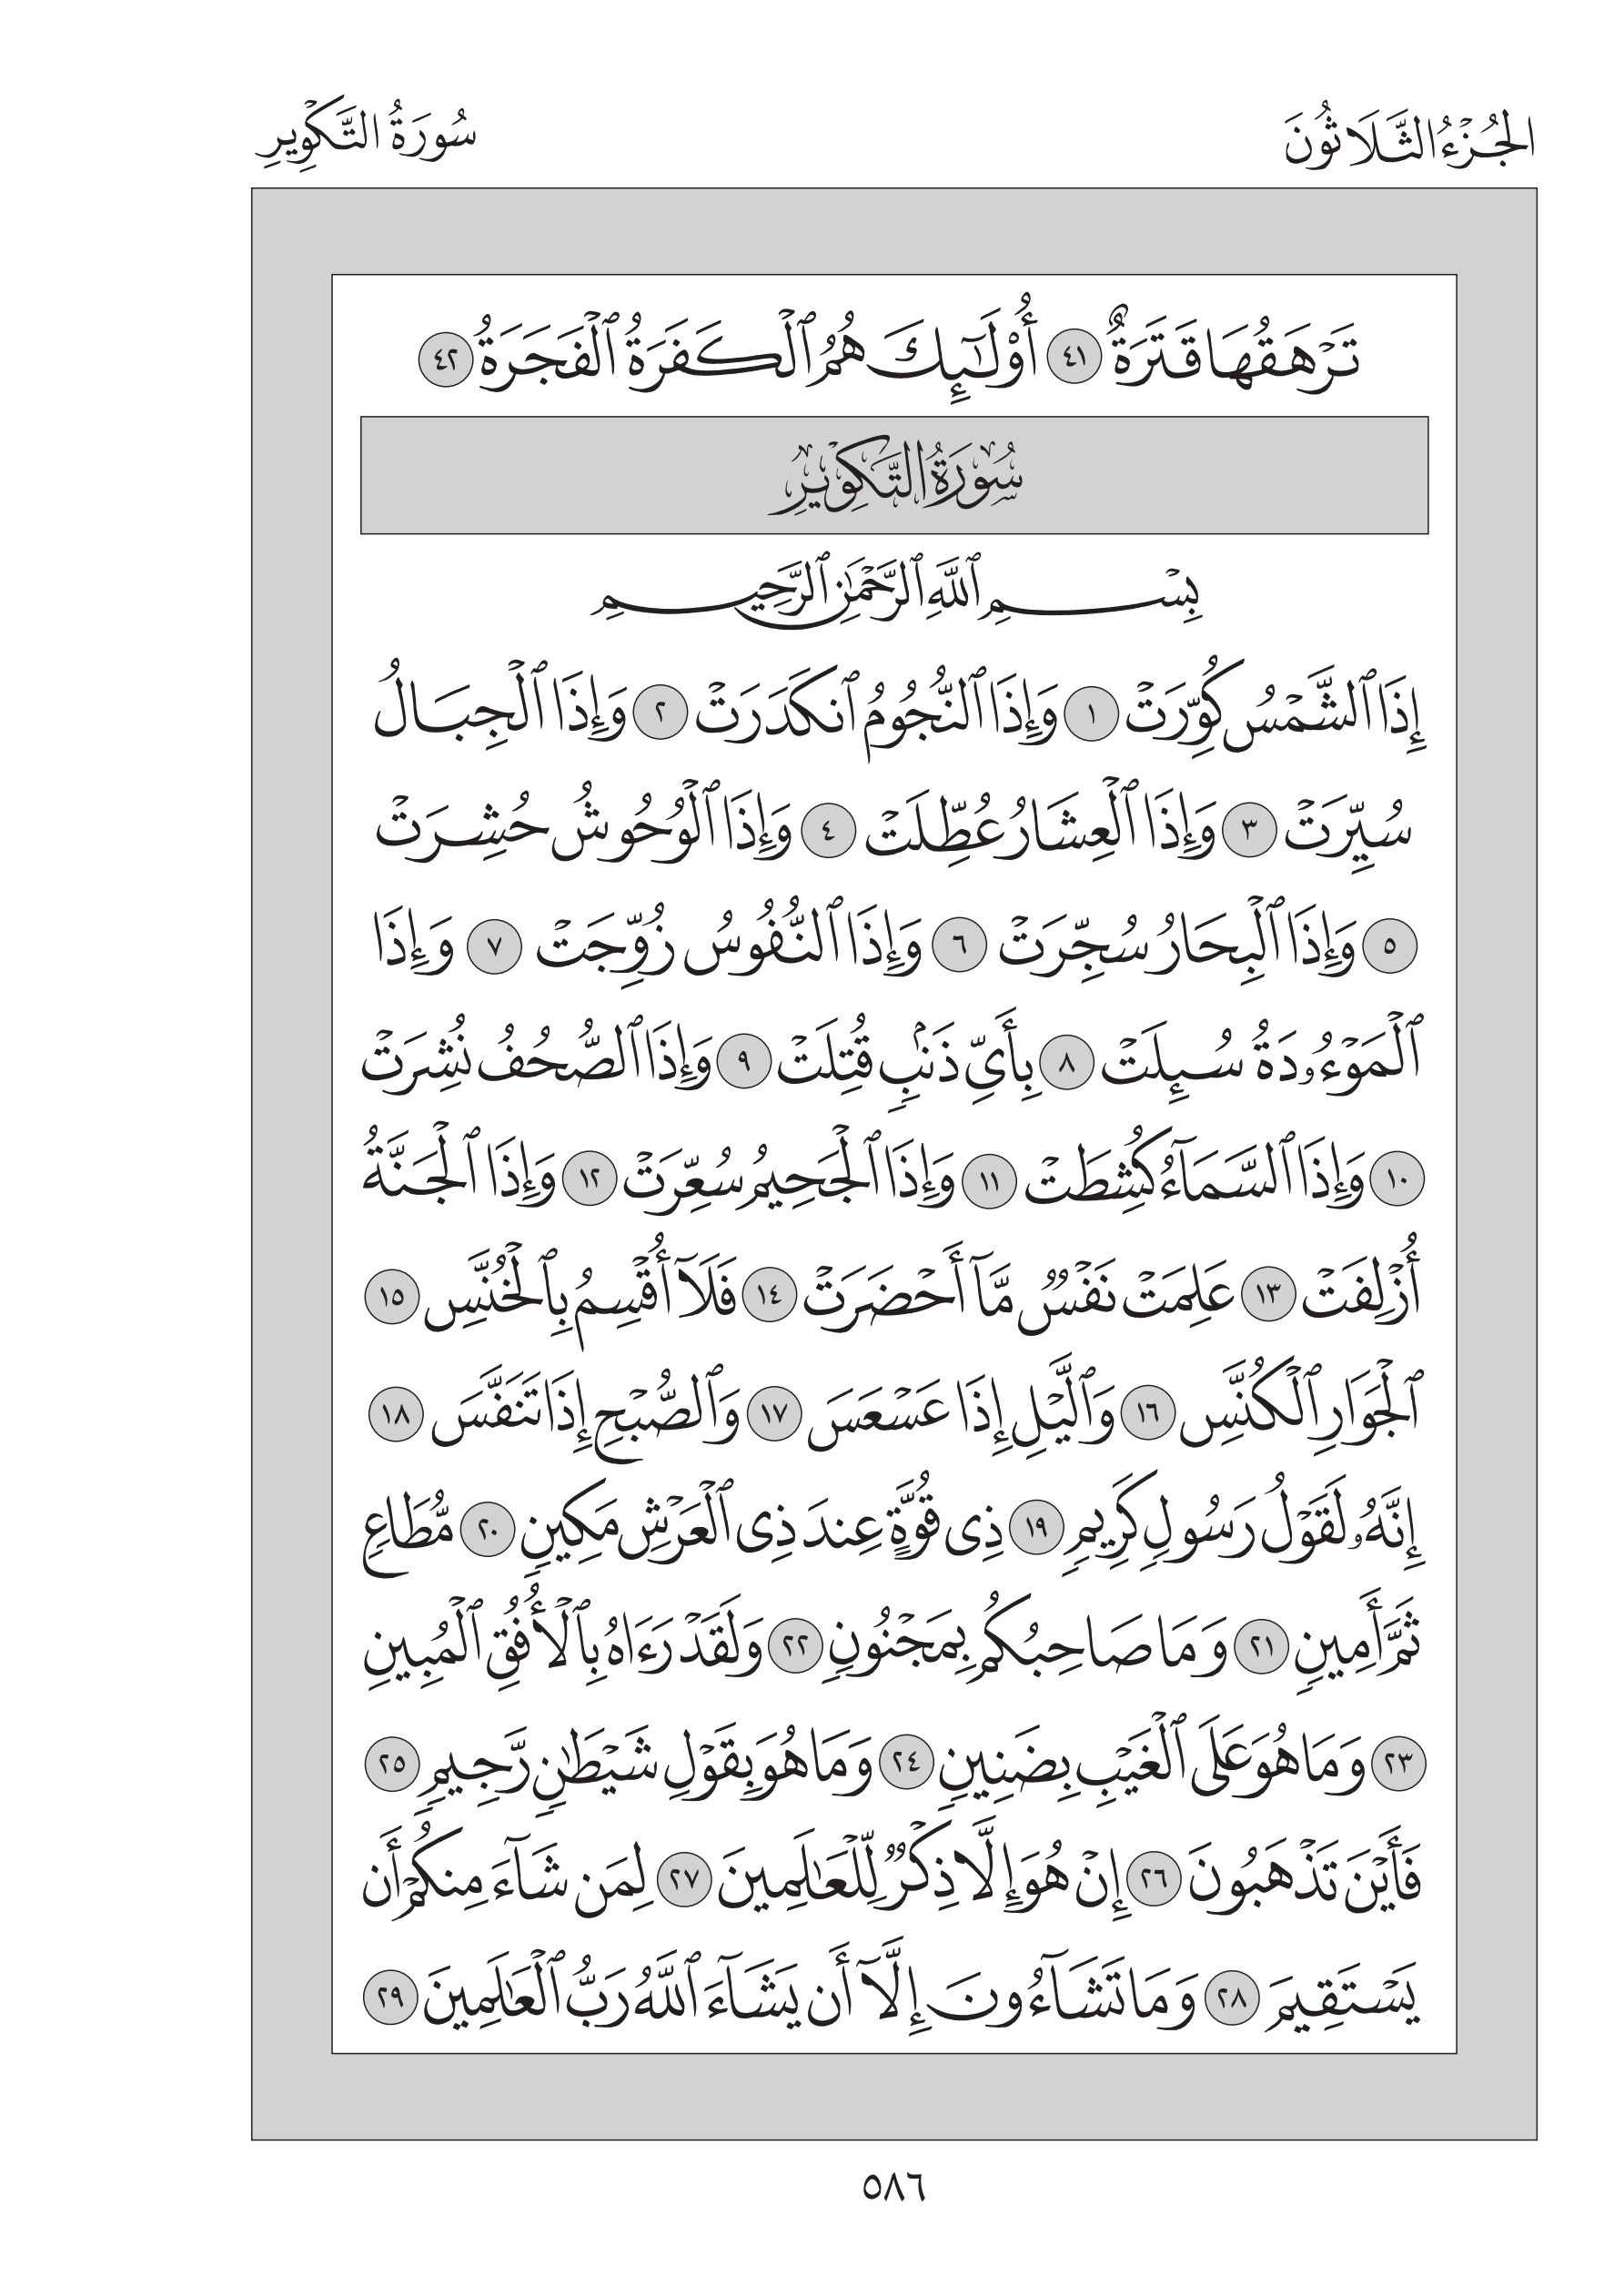 الجُزْءُ الثَّلَاثُونَ
سُورَةُ التَّكْوِيرِ
تَرۡهَقُهَا قَتَرَةٌ ٤١ أُوْلَٰٓئِكَ هُمُ ٱلۡكَفَرَةُ ٱلۡفَجَرَةُ ٤٢
سُورَةُ التَّكْوِيرِ
بِسۡمِ ٱللَّهِ ٱلرَّحۡمَٰنِ ٱلرَّحِيمِ
إِذَا ٱلشَّمۡسُ كُوِّرَتۡ ١ وَإِذَا ٱلنُّجُومُ ٱنكَدَرَتۡ ٢ وَإِذَا ٱلۡجِبَالُ
سُيِّرَتۡ ٣ وَإِذَا ٱلۡعِشَارُ عُطِّلَتۡ ٤ وَإِذَا ٱلۡوُحُوشُ حُشِرَتۡ
٥ وَإِذَا ٱلۡبِحَارُ سُجِّرَتۡ ٦ وَإِذَا ٱلنُّفُوسُ زُوِّجَتۡ ٧ وَإِذَا
ٱلۡمَوۡءُۥدَةُ سُئِلَتۡ ٨ بِأَيِّ ذَنۢبٖ قُتِلَتۡ ٩ وَإِذَا ٱلصُّحُفُ نُشِرَتۡ
١٠ وَإِذَا ٱلسَّمَآءُ كُشِطَتۡ ١١ وَإِذَا ٱلۡجَحِيمُ سُعِّرَتۡ ١٢ وَإِذَا ٱلۡجَنَّةُ
أُزۡلِفَتۡ ١٣ عَلِمَتۡ نَفۡسٞ مَّآ أَحۡضَرَتۡ ١٤ فَلَآ أُقۡسِمُ بِٱلۡخُنَّسِ ١٥
ٱلۡجَوَارِ ٱلۡكُنَّسِ ١٦ وَٱلَّيۡلِ إِذَا عَسۡعَسَ ١٧ وَٱلصُّبۡحِ إِذَا تَنَفَّسَ ١٨
إِنَّهُۥ لَقَوۡلُ رَسُولٖ كَرِيمٖ ١٩ ذِي قُوَّةٍ عِندَ ذِي ٱلۡعَرۡشِ مَكِينٖ ٢٠ مُّطَاعٖ
ثَمَّ أَمِينٖ ٢١ وَمَا صَاحِبُكُم بِمَجۡنُونٖ ٢٢ وَلَقَدۡ رَءَاهُ بِٱلۡأُفُقِ ٱلۡمُبِينِ
٢٣ وَمَا هُوَ عَلَى ٱلۡغَيۡبِ بِضَنِينٖ ٢٤ وَمَا هُوَ بِقَوۡلِ شَيۡطَٰنٖ رَّجِيمٖ ٢٥
فَأَيۡنَ تَذۡهَبُونَ ٢٦ إِنۡ هُوَ إِلَّا ذِكۡرٞ لِّلۡعَٰلَمِينَ ٢٧ لِمَن شَآءَ مِنكُمۡ أَن
يَسۡتَقِيمَ ٢٨ وَمَا تَشَآءُونَ إِلَّآ أَن يَشَآءَ ٱللَّهُ رَبُّ ٱلۡعَٰلَمِينَ ٢٩
٥٨٦